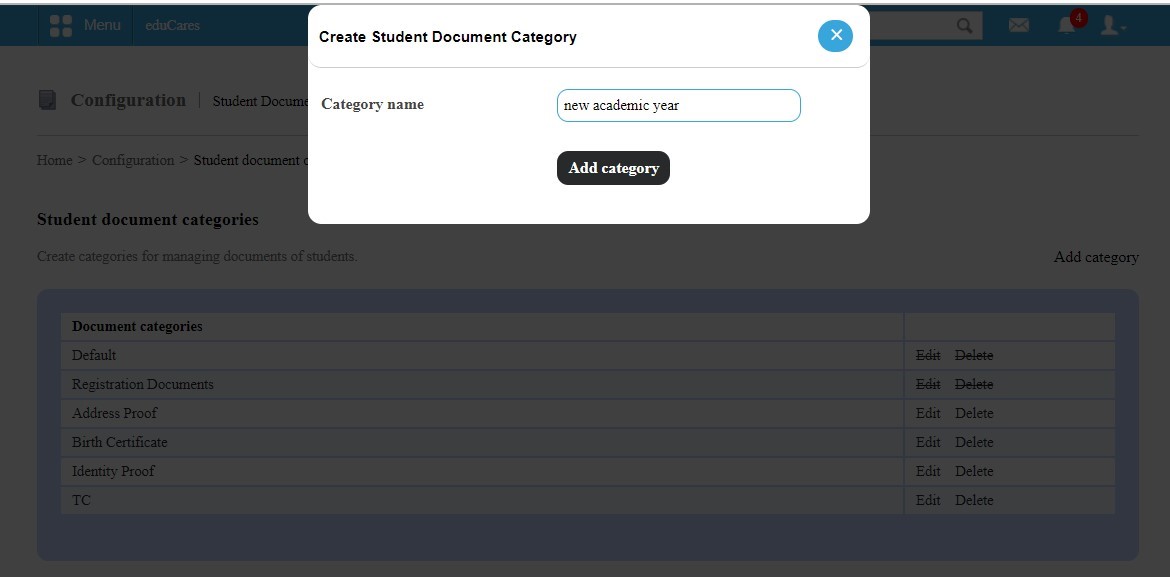 Menu eduCares 4
Create Student Document Category
Configuration Student Docume
Category name new academic year
Home > Configuration > Student document
Add category
Student document categories
Create categories for managing documents of students.
Add category
Document categories
Default Edit Delete
Registration Documents Edit Delete
Address Proof Edit Delete
Birth Certificate Edit Delete
Identity Proof Edit Delete
TC Edit Delete